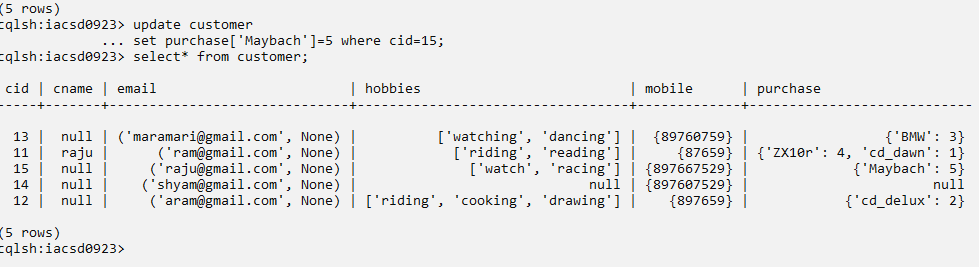 (5 rows)
cqlsh:iacsd0923> update customer
             ... set purchase['Maybach']=5 where cid=15;
cqlsh:iacsd0923> select* from customer;
 cid | cname | email                         | hobbies                          | mobile      | purchase
-----+-------+-------------------------------+----------------------------------+-------------+----------------------------
  13 |  null | ('maramari@gmail.com', None) |          ['watching', 'dancing'] |  {89760759} |                 {'BMW': 3}
  11 |  raju |      ('ram@gmail.com', None) |            ['riding', 'reading'] |     {87659} | {'ZX10r': 4, 'cd_dawn': 1}
  15 |  null |     ('raju@gmail.com', None) |              ['watch', 'racing'] | {897667529} |             {'Maybach': 5}
  14 |  null |    ('shyam@gmail.com', None) |                             null | {897607529} |                       null
  12 |  null |     ('aram@gmail.com', None) | ['riding', 'cooking', 'drawing'] |    {897659} |            {'cd_delux': 2}
(5 rows)
cqlsh:iacsd0923>